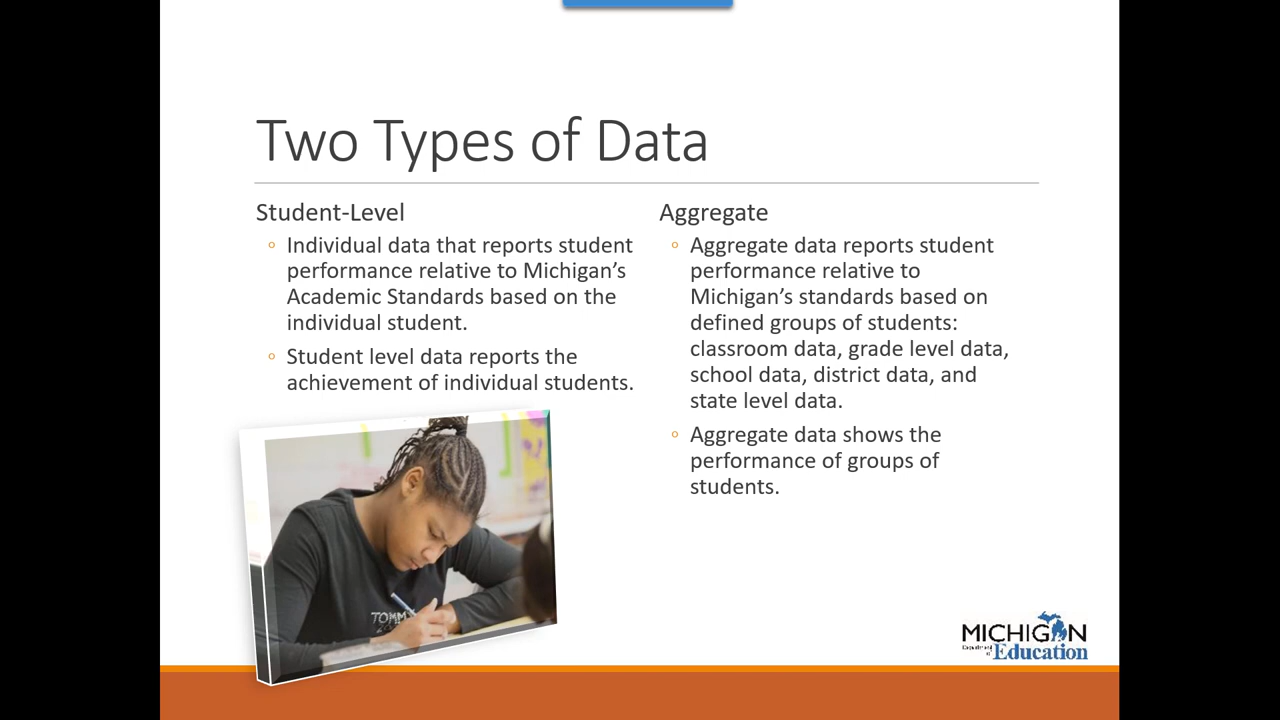 Two Types of Data
Student-Level
Individual data that reports student
performance relative to Michigan’s
Academic Standards based on the
individual student.
Student level data reports the
achievement of individual students.
Aggregate
Aggregate data reports student
performance relative to
Michigan’s standards based on
defined groups of students:
classroom data, grade level data,
school data, district data, and
state level data.
Aggregate data shows the
performance of groups of
students.
TOMMY
MICHIGAN
Department
of Education